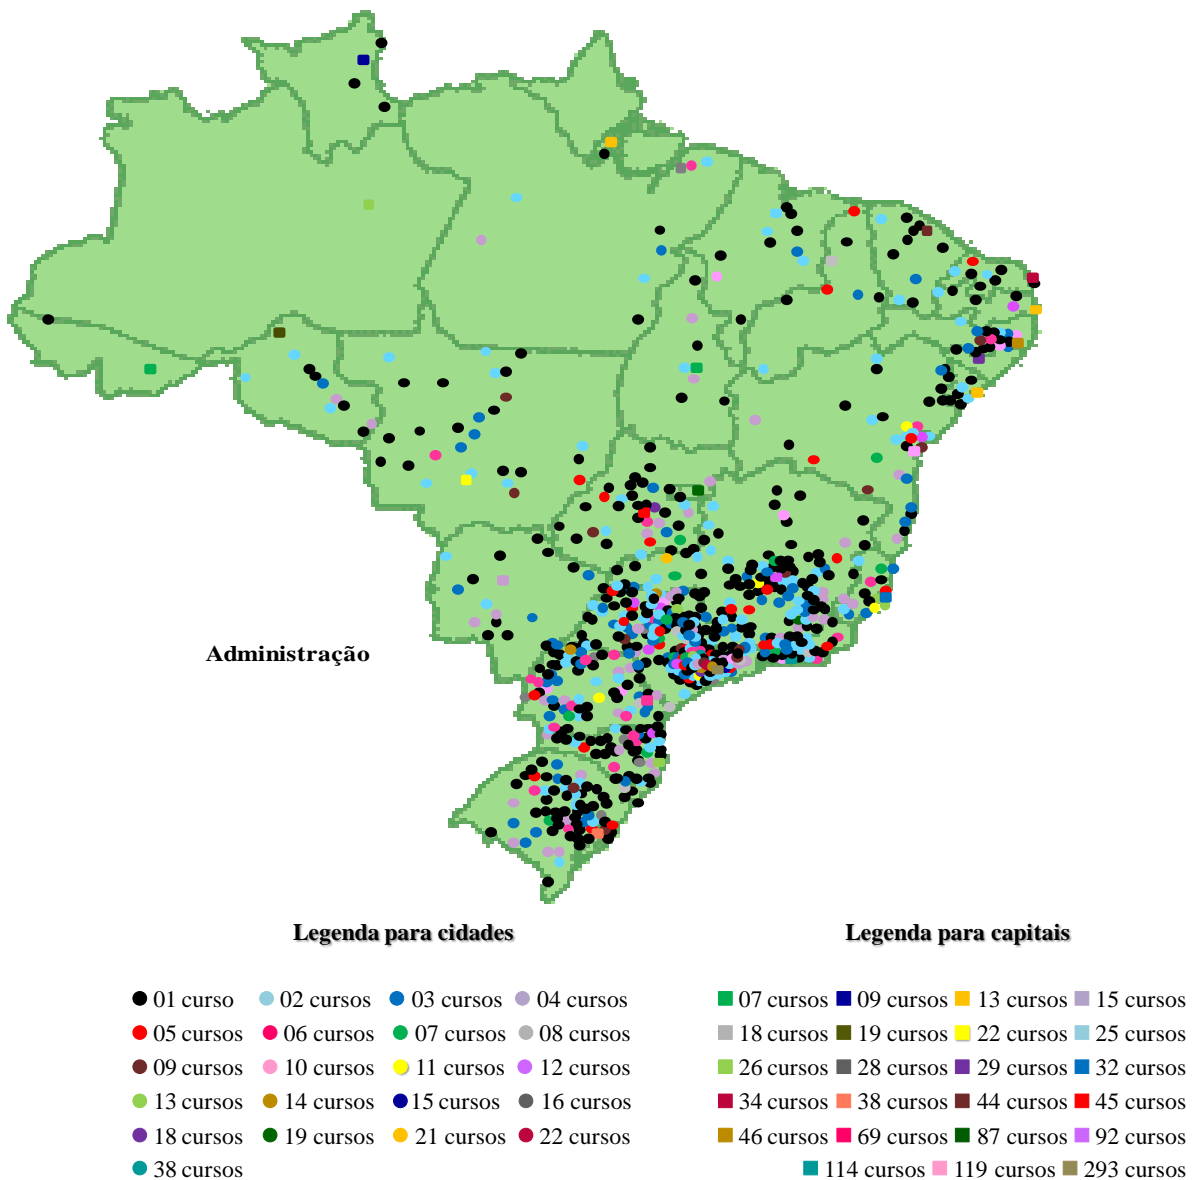 Administração
Legenda para cidades
Legenda para capitais
01 curso 02 cursos 03 cursos 04 cursos
05 cursos 06 cursos 07 cursos 08 cursos
09 cursos 10 cursos 11 cursos 12 cursos
13 cursos 14 cursos 15 cursos 16 cursos
18 cursos 19 cursos 21 cursos 22 cursos
38 cursos
07 cursos 09 cursos 13 cursos 15 cursos
18 cursos 19 cursos 22 cursos 25 cursos
26 cursos 28 cursos 29 cursos 32 cursos
34 cursos 38 cursos 44 cursos 45 cursos
46 cursos 69 cursos 87 cursos 92 cursos
114 cursos 119 cursos 293 cursos